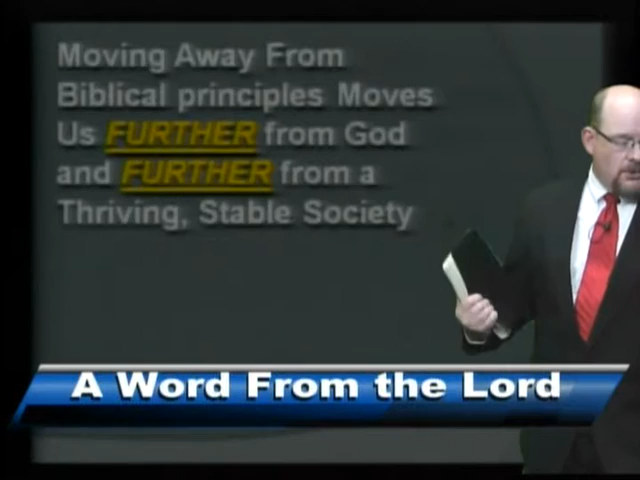 Moving Away From
Biblical principles Moves
Us FURTHER from God
and FURTHER from a
Thriving, Stable Society
A Word From the Lord